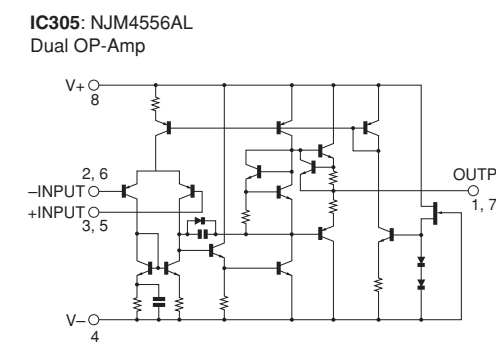 IC305: NJM4556AL
Dual OP-Amp
V+
8
2, 6
–INPUT
+INPUT
3, 5
OUTP
1, 7
V–
4